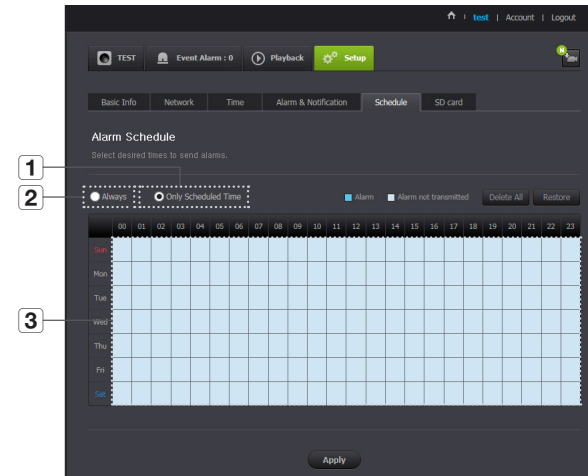 test | Account | Logout
TEST Event Alarm : 0 Playback Setup
N
Basic Info Network Time Alarm & Notification Schedule SD card
Alarm Schedule
Select desired times to send alarms.
1
2
Always Only Scheduled Time Alarm Alarm not transmitted Delete All Restore
00 01 02 03 04 05 06 07 08 09 10 11 12 13 14 15 16 17 18 19 20 21 22 23
Sun
Mon
Tue
3
Wed
Thu
Fri
Sat
Apply